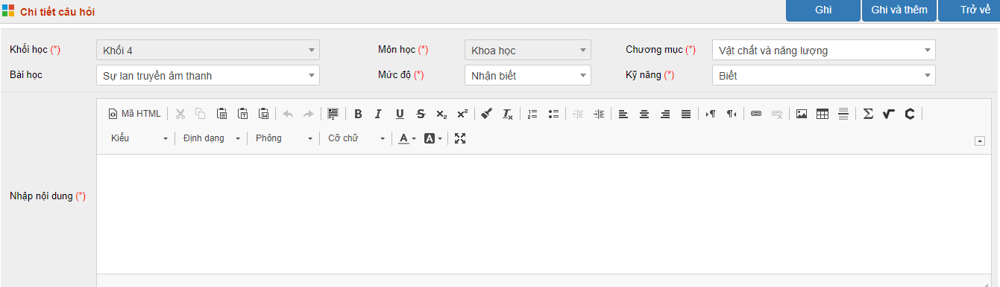 Chi tiết câu hỏi
Ghi
Ghi và thêm
Trở về
Khối học (*)
Khối 4
Môn học (*)
Khoa học
Chương mục (*)
Vật chất và năng lượng
Bài học
Sự lan truyền âm thanh
Mức độ (*)
Nhận biết
Kỹ năng (*)
Biết
Mã HTML
Kiểu
Định dạng
Phông
Cỡ chữ
Nhập nội dung (*)